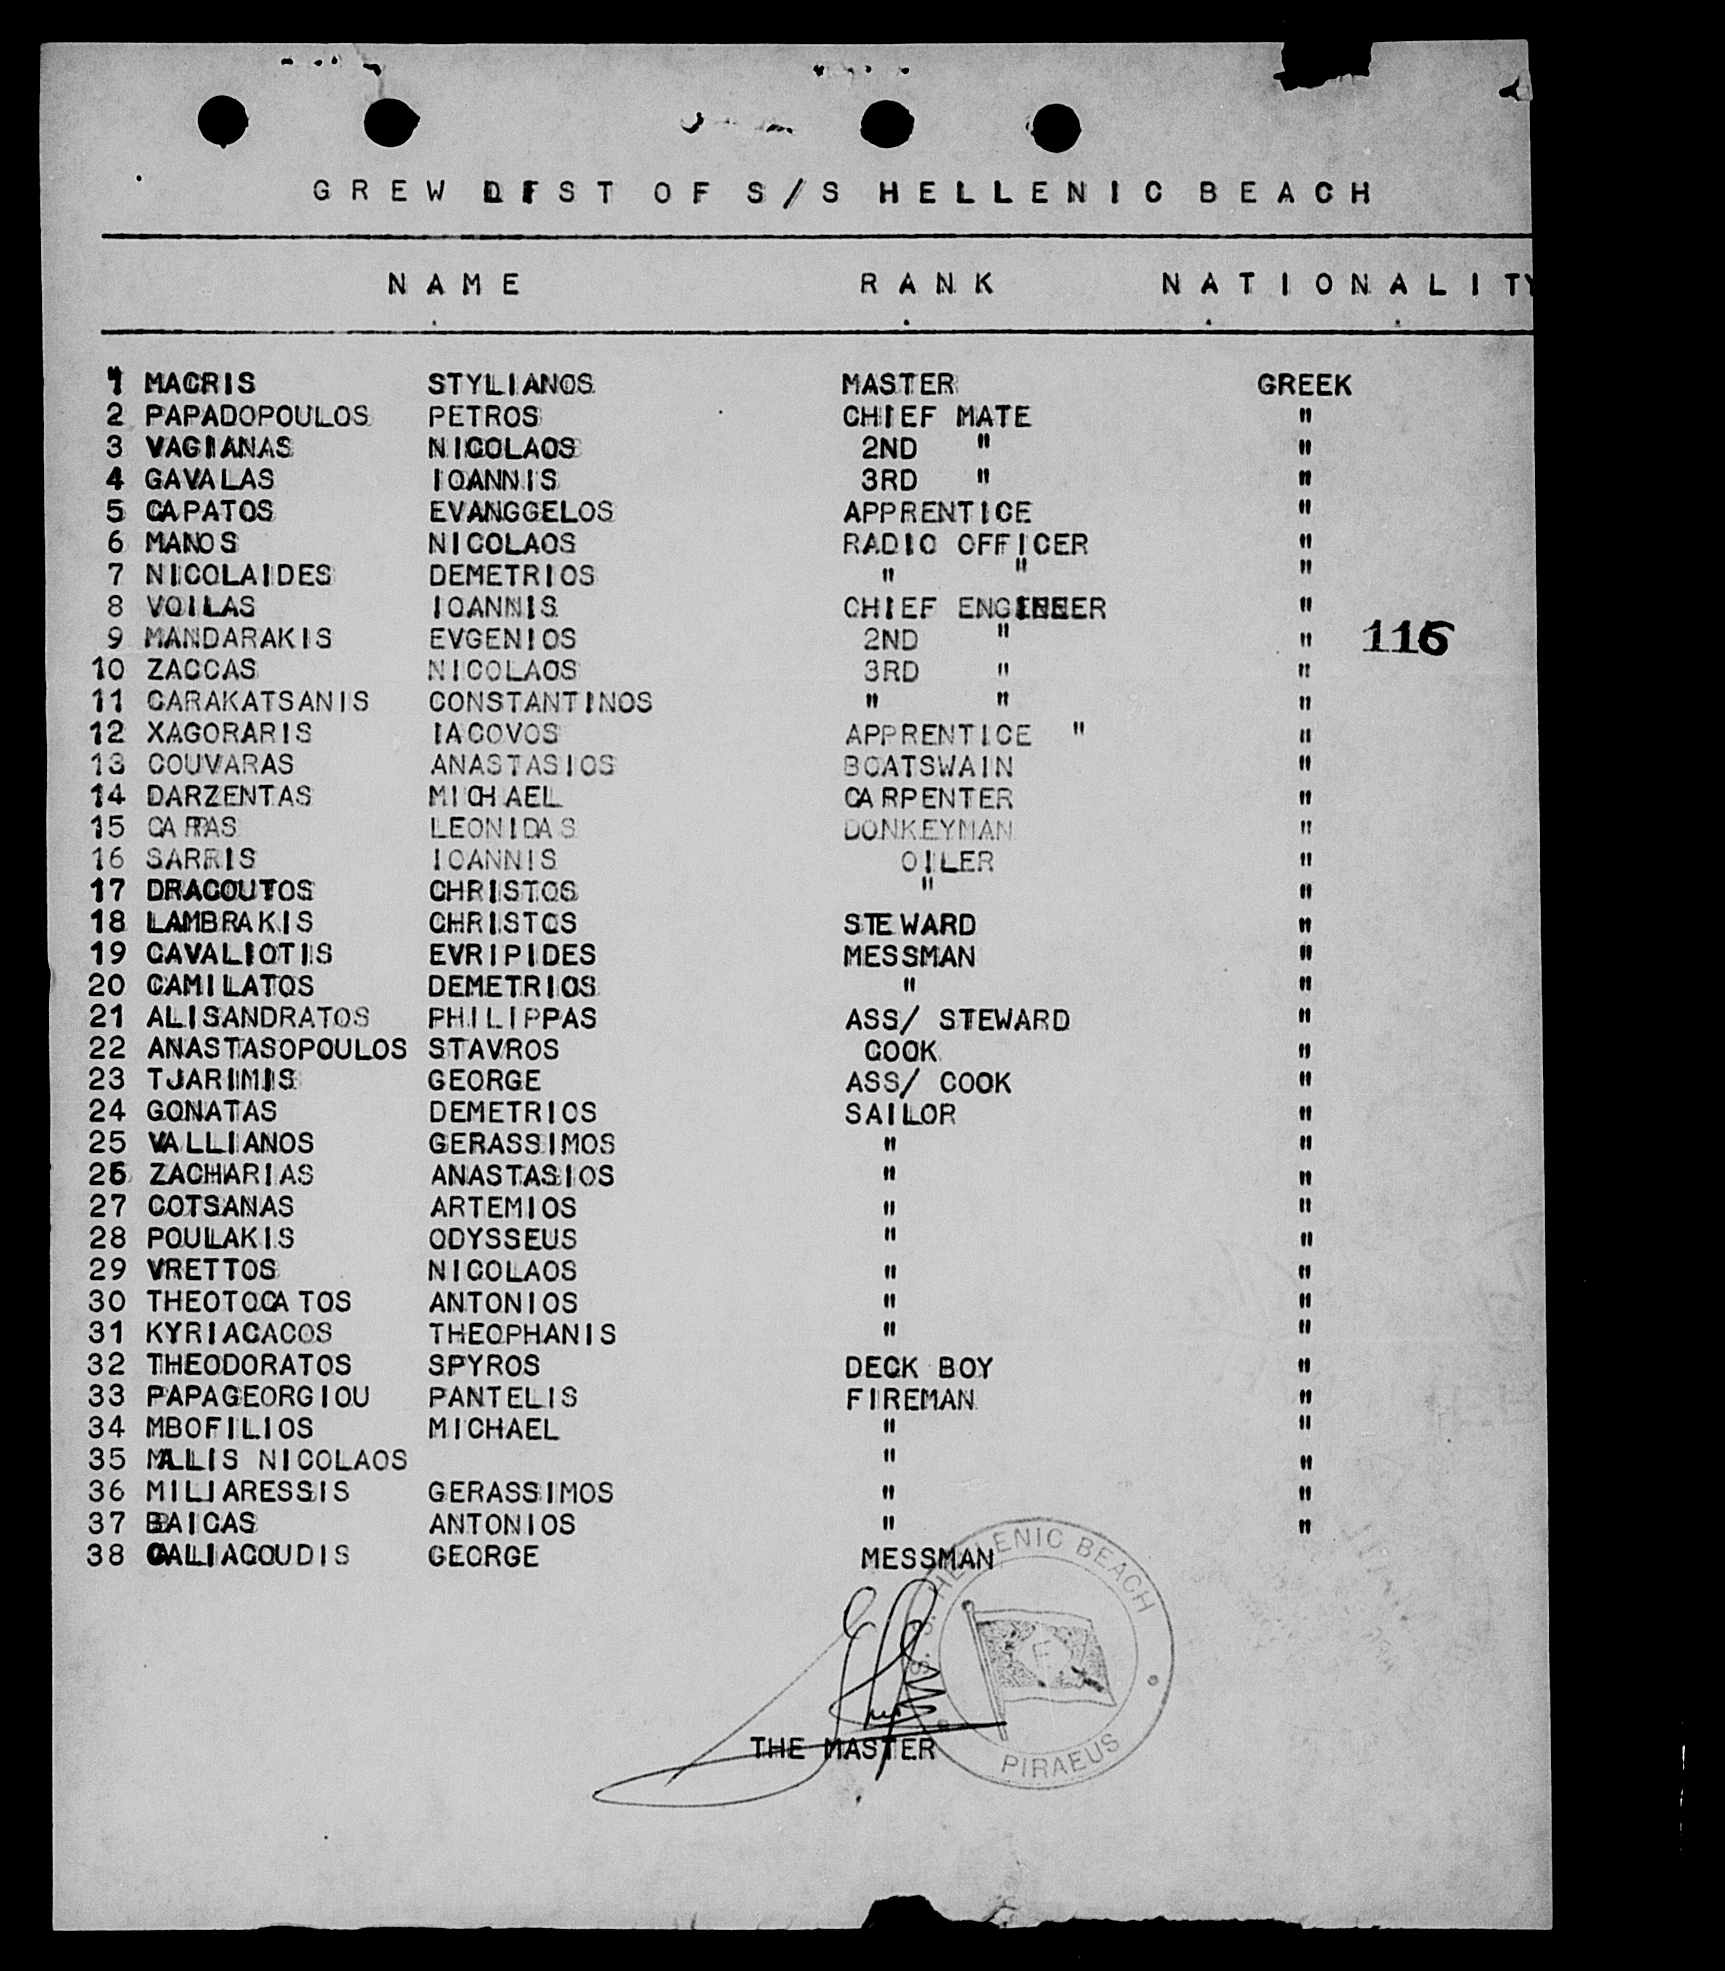 CREW LIST OF S/S HELLENIC BEACH
NAME RANK NATIONALITY
1 MACRIS STYLIANOS MASTER GREEK
2 PAPADOPOULOS PETROS CHIEF MATE "
3 VAGIANAS NICOLAOS 2ND " "
4 GAVALAS IOANNIS 3RD " "
5 CAPATOS EVANGGELOS APPRENTICE "
6 MANOS NICOLAOS RADIO OFFICER "
7 NICOLAIDES DEMETRIOS " " "
8 VOILAS IOANNIS CHIEF ENGINEER "
9 MANDARAKIS EVGENIOS 2ND " " 116
10 ZACCAS NICOLAOS 3RD " "
11 CARAKATSANIS CONSTANTINOS " " "
12 XAGORARIS IACOVOS APPRENTICE " "
13 COUVARAS ANASTASIOS BOATSWAIN "
14 DARZENTAS MICHAEL CARPENTER "
15 CAPPAS LEONIDAS DONKEYMAN "
16 SARRIS IOANNIS OILER "
17 DRACOUTOS CHRISTOS " "
18 LAMBRAKIS CHRISTOS STEWARD "
19 CAVALIOTIS EVRIPIDES MESSMAN "
20 CAMILATOS DEMETRIOS " "
21 ALISANDRATOS PHILIPPAS ASS/ STEWARD "
22 ANASTASOPOULOS STAVROS COOK "
23 TJARIMIS GEORGE ASS/ COOK "
24 GONATAS DEMETRIOS SAILOR "
25 VALLIANOS GERASSIMOS " "
26 ZACHARIAS ANASTASIOS " "
27 COTSANAS ARTEMIOS " "
28 POULAKIS ODYSSEUS " "
29 VRETTOS NICOLAOS " "
30 THEOTOCATOS ANTONIOS " "
31 KYRIACACOS THEOPHANIS " "
32 THEODORATOS SPYROS DECK BOY "
33 PAPAGEORGIOU PANTELIS FIREMAN "
34 MBOFILIOS MICHAEL " "
35 MALLIS NICOLAOS " "
36 MILIARESSIS GERASSIMOS " "
37 BAICAS ANTONIOS " "
38 CALIACOUDIS GEORGE MESSMAN
S.S. HELLENIC BEACH
F
PIRAEUS
THE MASTER